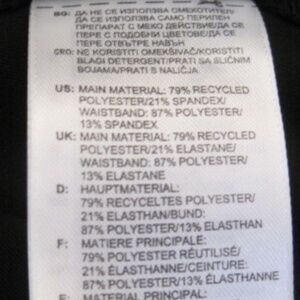 BG: ДА НЕ СЕ ИЗПОЛЗВА ОМЕКОТИТЕЛ/
ДА СЕ ИЗПОЛЗВА САМО ПЕРИЛЕН
ПРЕПАРАТ С МЕКО ДЕЙСТВИЕ/ДА СЕ
ПЕРЕ С ПОДОБНИ ЦВЕТОВЕ/ДА СЕ
ПЕРЕ ОТВЪТРЕ НАВЪН
CRO: NE KORISTITI OMEKŠIVAČ/KORISTITI
BLAGI DETERGENT/PRATI SA SLIČNIM
BOJAMA/PRATI S NALIČJA
US: MAIN MATERIAL: 79% RECYCLED
POLYESTER/21% SPANDEX/
WAISTBAND: 87% POLYESTER/
13% SPANDEX
UK: MAIN MATERIAL: 79% RECYCLED
POLYESTER/21% ELASTANE/
WAISTBAND: 87% POLYESTER/
13% ELASTANE
D: HAUPTMATERIAL:
79% RECYCELTES POLYESTER/
21% ELASTHAN/BUND:
87% POLYESTER/13% ELASTHAN
F: MATIERE PRINCIPALE:
79% POLYESTER RÉUTILISÉ/
21% ÉLASTHANNE/CEINTURE:
87% POLYESTER/13% ÉLASTHANNE
E: MATERIAL PRINCIPAL: